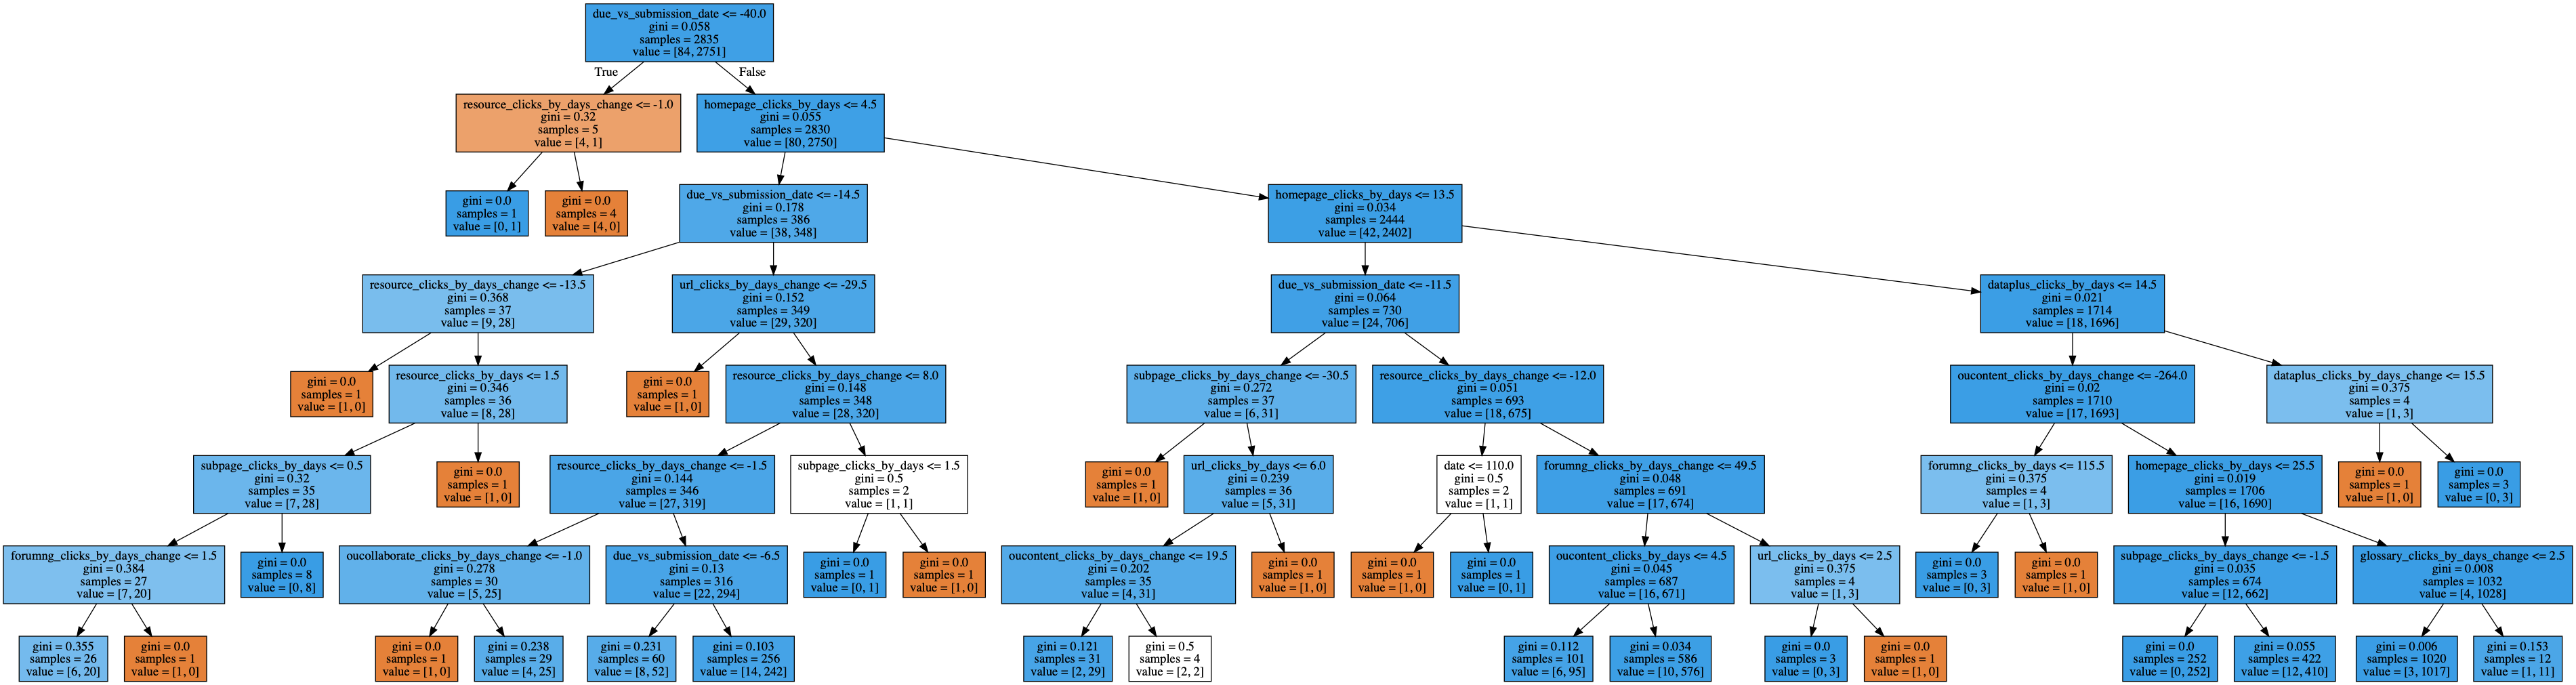 due_vs_submission_date <= -40.0
gini = 0.058
samples = 2835
value = [84, 2751]
True
False
resource_clicks_by_days_change <= -1.0
gini = 0.32
samples = 5
value = [4, 1]
homepage_clicks_by_days <= 4.5
gini = 0.055
samples = 2830
value = [80, 2750]
gini = 0.0
samples = 1
value = [0, 1]
gini = 0.0
samples = 4
value = [4, 0]
due_vs_submission_date <= -14.5
gini = 0.178
samples = 386
value = [38, 348]
homepage_clicks_by_days <= 13.5
gini = 0.034
samples = 2444
value = [42, 2402]
resource_clicks_by_days_change <= -13.5
gini = 0.368
samples = 37
value = [9, 28]
url_clicks_by_days_change <= -29.5
gini = 0.152
samples = 349
value = [29, 320]
due_vs_submission_date <= -11.5
gini = 0.064
samples = 730
value = [24, 706]
dataplus_clicks_by_days <= 14.5
gini = 0.021
samples = 1714
value = [18, 1696]
gini = 0.0
samples = 1
value = [1, 0]
resource_clicks_by_days <= 1.5
gini = 0.346
samples = 36
value = [8, 28]
gini = 0.0
samples = 1
value = [1, 0]
resource_clicks_by_days_change <= 8.0
gini = 0.148
samples = 348
value = [28, 320]
subpage_clicks_by_days_change <= -30.5
gini = 0.272
samples = 37
value = [6, 31]
resource_clicks_by_days_change <= -12.0
gini = 0.051
samples = 693
value = [18, 675]
oucontent_clicks_by_days_change <= -264.0
gini = 0.02
samples = 1710
value = [17, 1693]
dataplus_clicks_by_days_change <= 15.5
gini = 0.375
samples = 4
value = [1, 3]
subpage_clicks_by_days <= 0.5
gini = 0.32
samples = 35
value = [7, 28]
gini = 0.0
samples = 1
value = [1, 0]
resource_clicks_by_days_change <= -1.5
gini = 0.144
samples = 346
value = [27, 319]
subpage_clicks_by_days <= 1.5
gini = 0.5
samples = 2
value = [1, 1]
gini = 0.0
samples = 1
value = [1, 0]
url_clicks_by_days <= 6.0
gini = 0.239
samples = 36
value = [5, 31]
date <= 110.0
gini = 0.5
samples = 2
value = [1, 1]
forumng_clicks_by_days_change <= 49.5
gini = 0.048
samples = 691
value = [17, 674]
forumng_clicks_by_days <= 115.5
gini = 0.375
samples = 4
value = [1, 3]
homepage_clicks_by_days <= 25.5
gini = 0.019
samples = 1706
value = [16, 1690]
gini = 0.0
samples = 1
value = [1, 0]
gini = 0.0
samples = 3
value = [0, 3]
forumng_clicks_by_days_change <= 1.5
gini = 0.384
samples = 27
value = [7, 20]
gini = 0.0
samples = 8
value = [0, 8]
oucollaborate_clicks_by_days_change <= -1.0
gini = 0.278
samples = 30
value = [5, 25]
due_vs_submission_date <= -6.5
gini = 0.13
samples = 316
value = [22, 294]
gini = 0.0
samples = 1
value = [0, 1]
gini = 0.0
samples = 1
value = [1, 0]
oucontent_clicks_by_days_change <= 19.5
gini = 0.202
samples = 35
value = [4, 31]
gini = 0.0
samples = 1
value = [1, 0]
gini = 0.0
samples = 1
value = [1, 0]
gini = 0.0
samples = 1
value = [0, 1]
oucontent_clicks_by_days <= 4.5
gini = 0.045
samples = 687
value = [16, 671]
url_clicks_by_days <= 2.5
gini = 0.375
samples = 4
value = [1, 3]
gini = 0.0
samples = 3
value = [0, 3]
gini = 0.0
samples = 1
value = [1, 0]
subpage_clicks_by_days_change <= -1.5
gini = 0.035
samples = 674
value = [12, 662]
glossary_clicks_by_days_change <= 2.5
gini = 0.008
samples = 1032
value = [4, 1028]
gini = 0.355
samples = 26
value = [6, 20]
gini = 0.0
samples = 1
value = [1, 0]
gini = 0.0
samples = 1
value = [1, 0]
gini = 0.238
samples = 29
value = [4, 25]
gini = 0.231
samples = 60
value = [8, 52]
gini = 0.103
samples = 256
value = [14, 242]
gini = 0.121
samples = 31
value = [2, 29]
gini = 0.5
samples = 4
value = [2, 2]
gini = 0.112
samples = 101
value = [6, 95]
gini = 0.034
samples = 586
value = [10, 576]
gini = 0.0
samples = 3
value = [0, 3]
gini = 0.0
samples = 1
value = [1, 0]
gini = 0.0
samples = 252
value = [0, 252]
gini = 0.055
samples = 422
value = [12, 410]
gini = 0.006
samples = 1020
value = [3, 1017]
gini = 0.153
samples = 12
value = [1, 11]